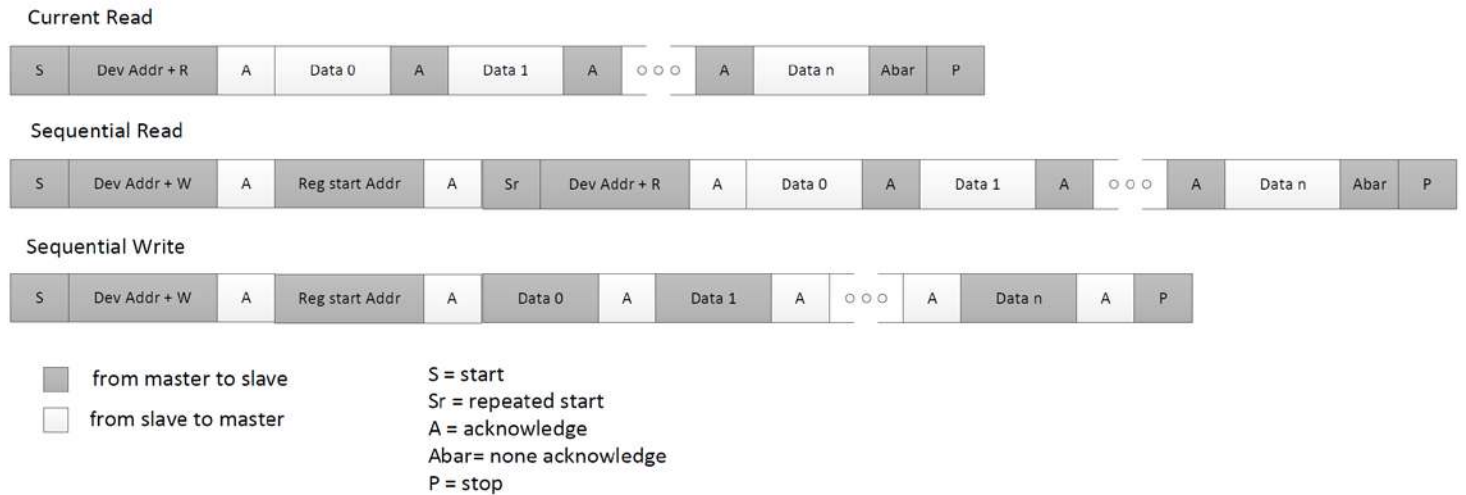 Current Read
S Dev Addr + R A Data 0 A Data 1 A A Data n Abar P
Sequential Read
S Dev Addr + W A Reg start Addr A Sr Dev Addr + R A Data 0 A Data 1 A A Data n Abar P
Sequential Write
S Dev Addr + W A Reg start Addr A Data 0 A Data 1 A A Data n A P
from master to slave
from slave to master
S = start
Sr = repeated start
A = acknowledge
Abar= none acknowledge
P = stop